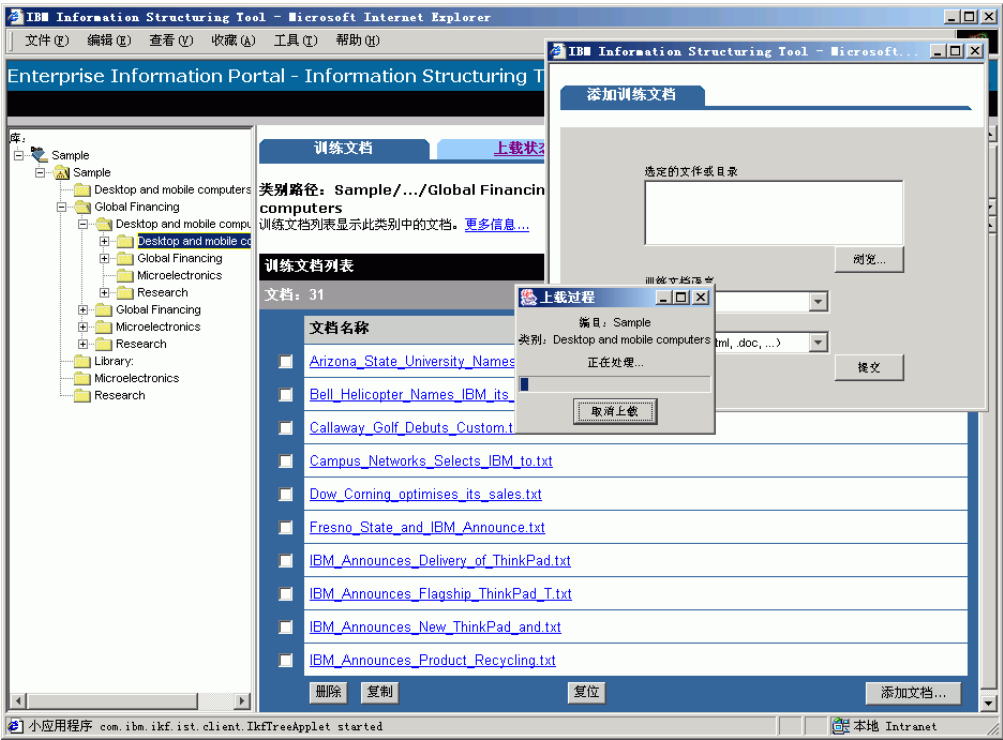 IBM Information Structuring Tool - Microsoft Internet Explorer
文件(F) 编辑(E) 查看(V) 收藏(A) 工具(T) 帮助(H)
Enterprise Information Portal - Information Structuring T
库:
Sample
Sample
Desktop and mobile computers
Global Financing
Desktop and mobile compu
Desktop and mobile co
Global Financing
Microelectronics
Research
Global Financing
Microelectronics
Research
Library:
Microelectronics
Research
训练文档 上载状态
类别路径: Sample/.../Global Financin
computers
训练文档列表显示此类别中的文档。更多信息...
训练文档列表
文档: 31
文档名称
Arizona_State_University_Names
Bell_Helicopter_Names_IBM_its_
Callaway_Golf_Debuts_Custom.t
Campus_Networks_Selects_IBM_to.txt
Dow_Corning_optimises_its_sales.txt
Fresno_State_and_IBM_Announce.txt
IBM_Announces_Delivery_of_ThinkPad.txt
IBM_Announces_Flagship_ThinkPad_T.txt
IBM_Announces_New_ThinkPad_and.txt
IBM_Announces_Product_Recycling.txt
删除 复制 复位 添加文档...
IBM Information Structuring Tool - Microsoft...
添加训练文档
选定的文件或目录
浏览...
训练文档语言
tml, .doc, ...)
提交
上载过程
编目: Sample
类别: Desktop and mobile computers
正在处理...
取消上载
小应用程序 com.ibm.ikf.ist.client.IkfTreeApplet started
本地 Intranet